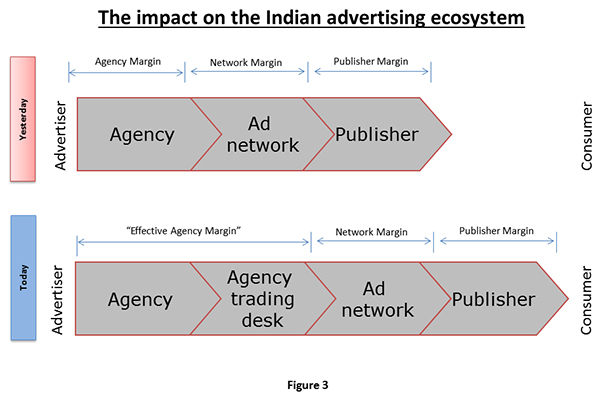 The impact on the Indian advertising ecosystem
Agency Margin
Network Margin
Publisher Margin
Yesterday
Advertiser
Agency
Ad
network
Publisher
Consumer
“Effective Agency Margin”
Network Margin
Publisher Margin
Today
Advertiser
Agency
Agency
trading
desk
Ad
network
Publisher
Consumer
Figure 3